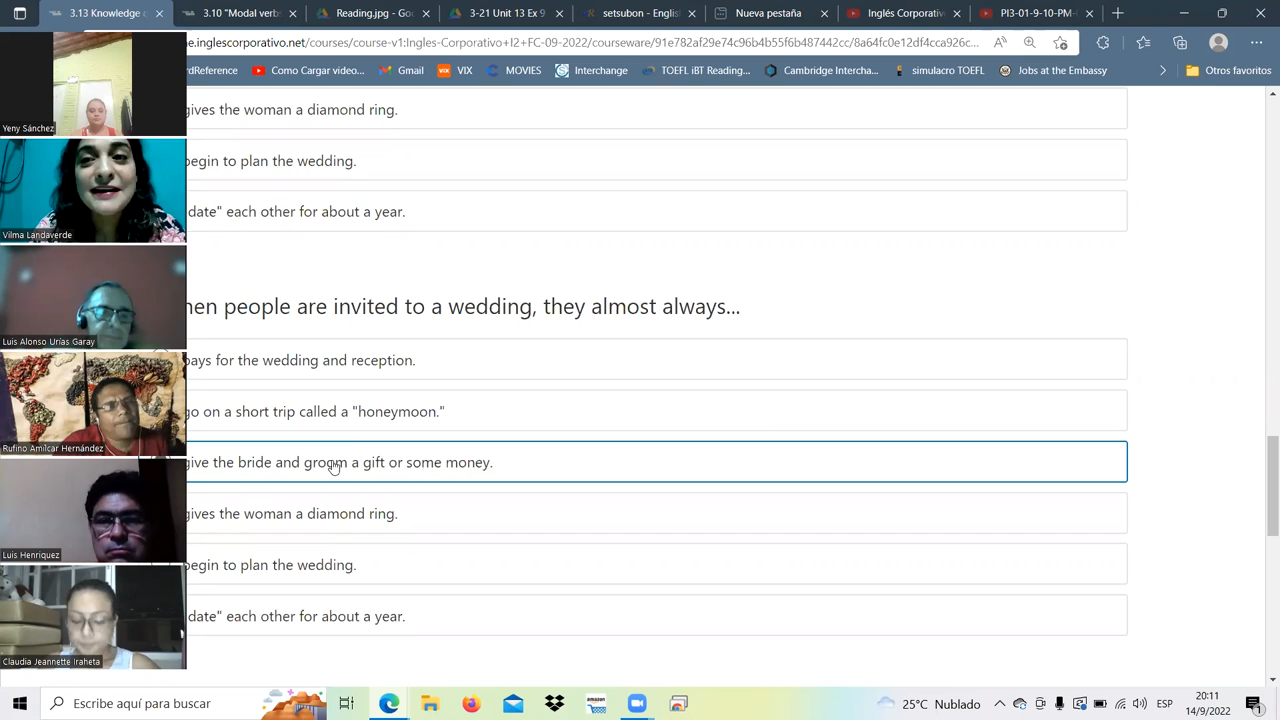 3.13 Knowledge c
3.10 "Modal verb
Reading.jpg - Goo
3-21 Unit 13 Ex 9
setsubon - Englis
Nueva pestaña
Ingles Corporativ
PI3-01-9-10-PM-
e.inglescorporativo.net/courses/course-v1:Ingles-Corporativo+I2+FC-09-2022/courseware/91e782af29e74c96b4b55f6b487442cc/8a64fdbe12df4cca926c...
rdReference
Como Cargar video...
Gmail
VIX
MOVIES
Interchange
TOEFL iBT Reading...
Cambridge Intercha...
simulacro TOEFL
Jobs at the Embassy
Otros favoritos
gives the woman a diamond ring.
begin to plan the wedding.
date" each other for about a year.
hen people are invited to a wedding, they almost always...
pays for the wedding and reception.
go on a short trip called a "honeymoon."
give the bride and groom a gift or some money.
gives the woman a diamond ring.
begin to plan the wedding.
date" each other for about a year.
Yeny Sánchez
Vilma Landaverde
Luis Alonso Urías Garay
Rufino Amílcar Hernández
Luis Henriquez
Claudia Jeannette Iraheta
Escribe aquí para buscar
amazon
25°C Nublado
ESP
20:11
14/9/2022
1